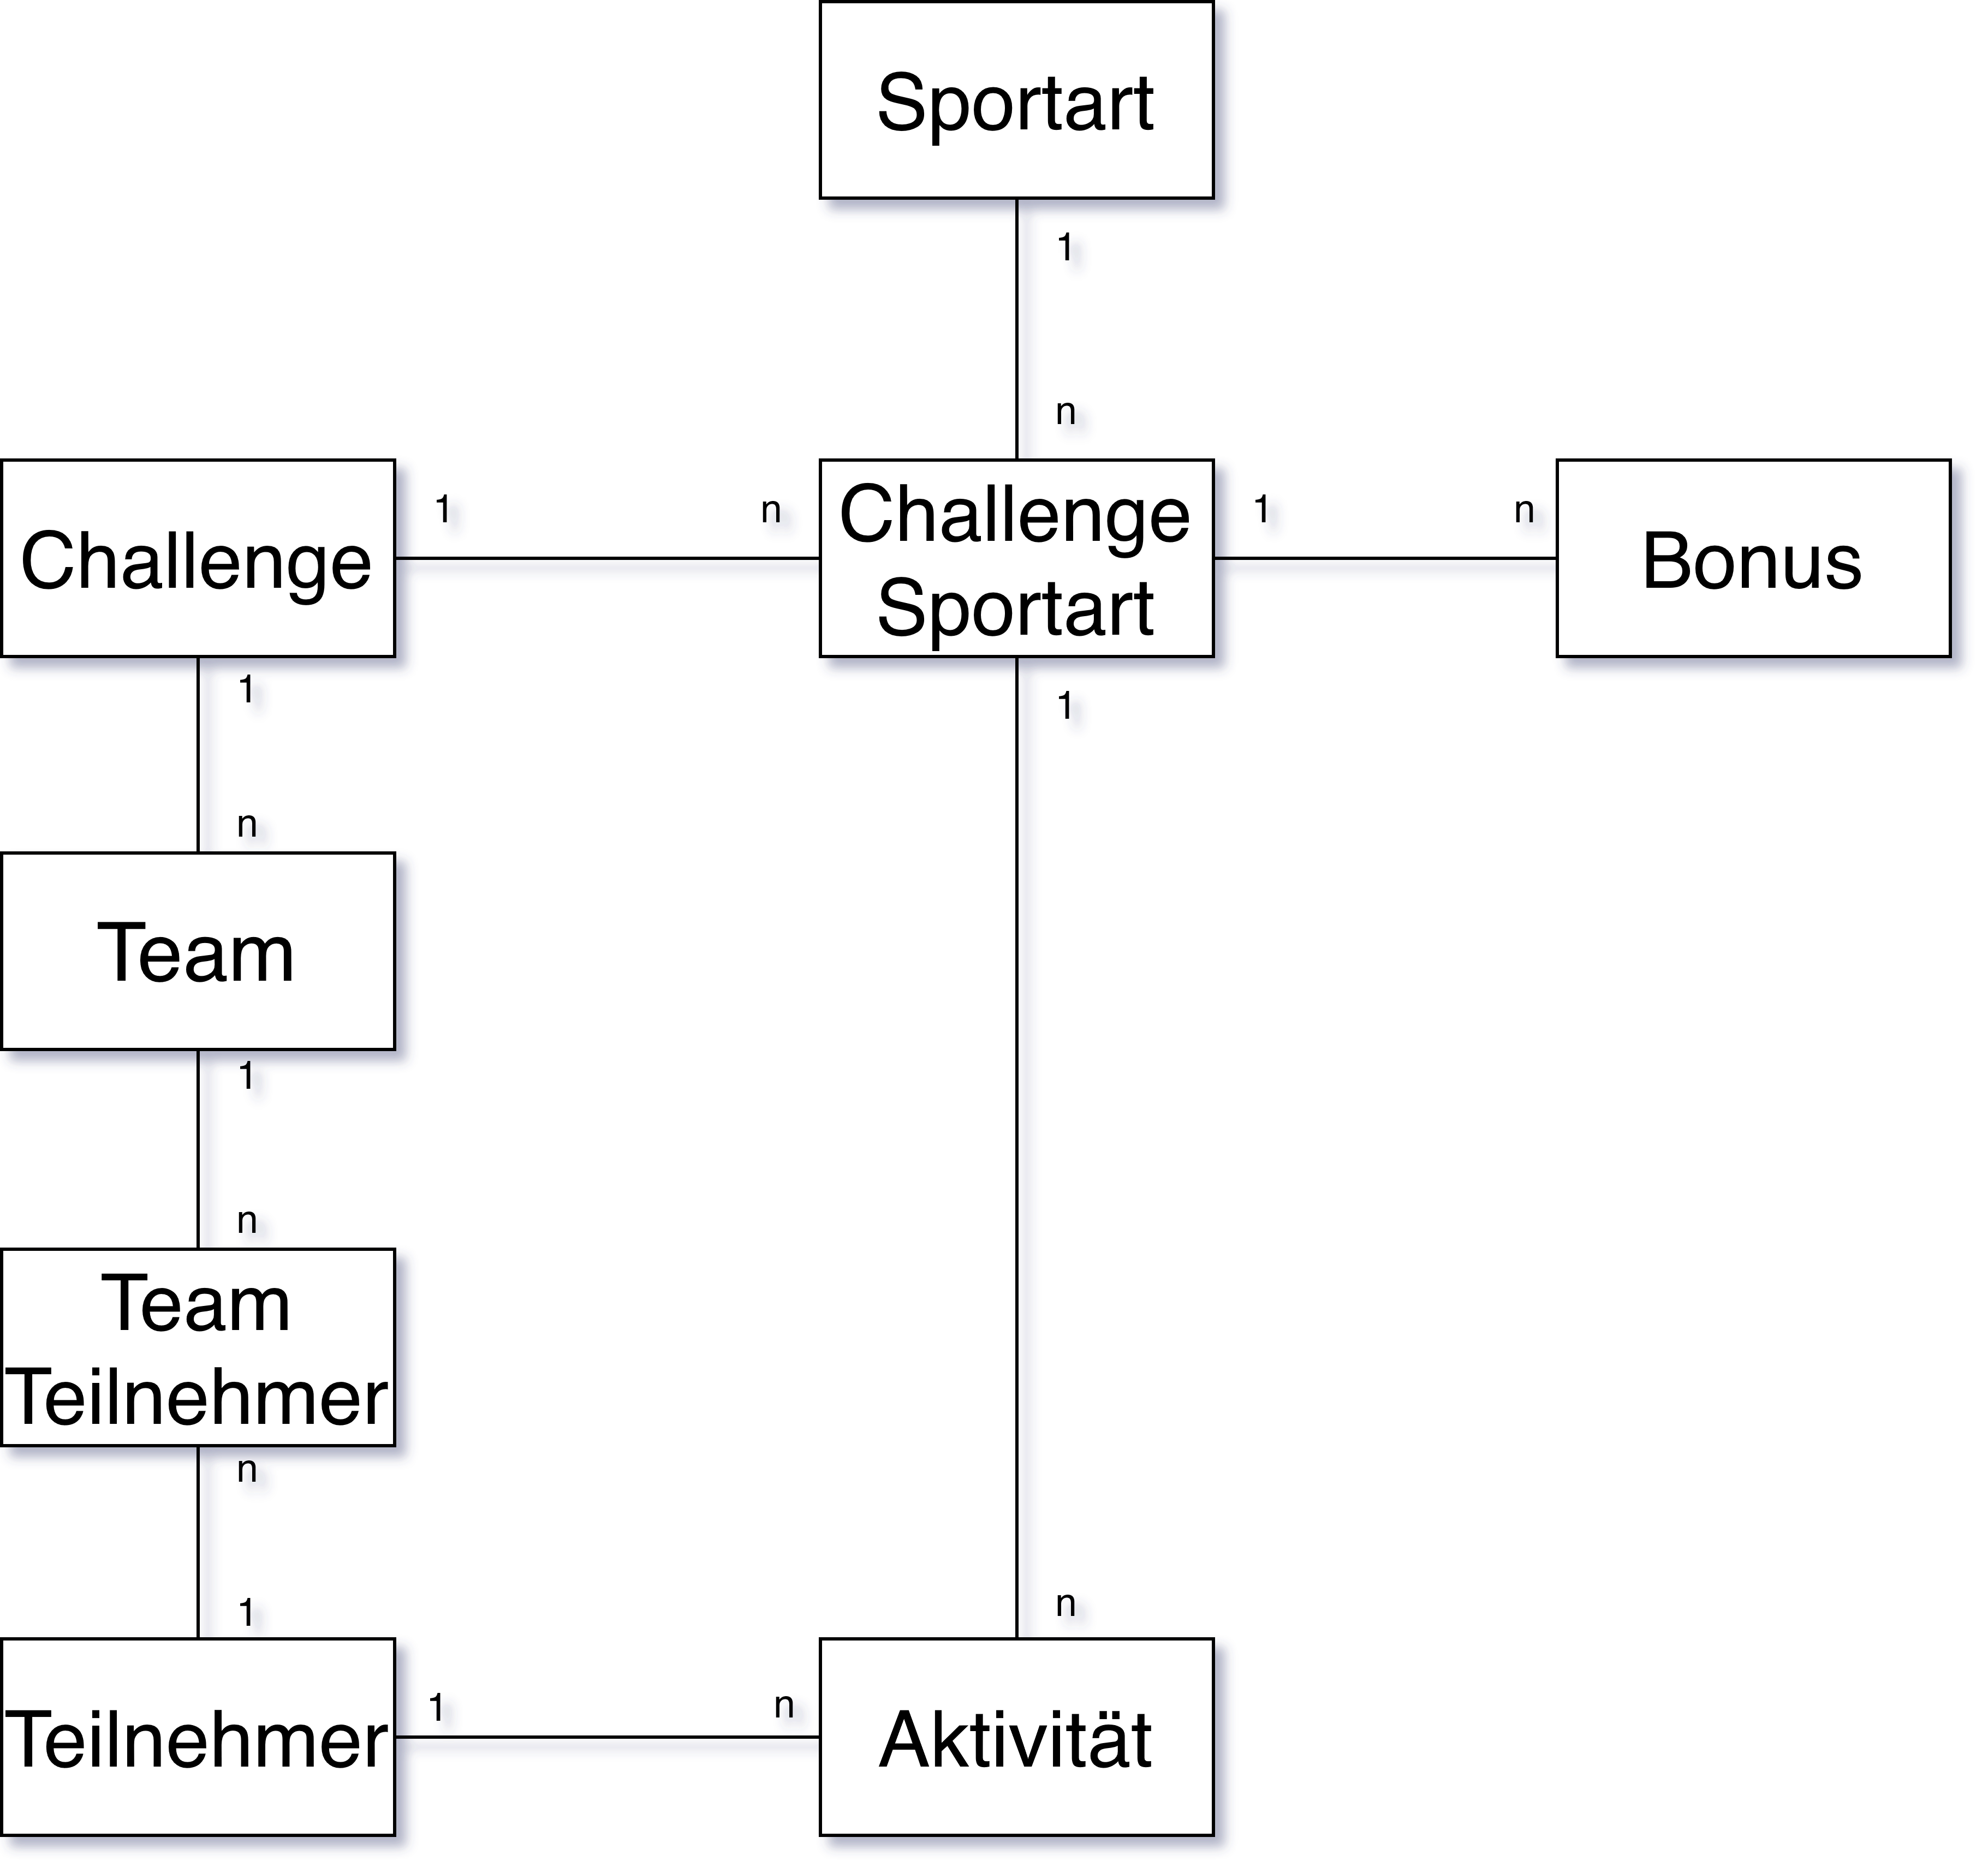 Sportart
1
n
Challenge
1
n
Challenge
Sportart
1
n
Bonus
1
1
n
Team
1
n
Team
Teilnehmer
n
1
n
Teilnehmer
1
n
Aktivität